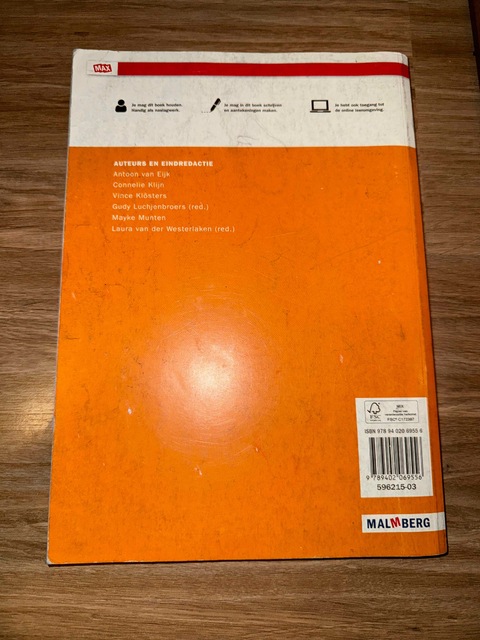 MAX
Je mag dit boek houden.
Handig als naslagwerk.
Je mag in dit boek schrijven
en aantekeningen maken.
Je hebt ook toegang tot
de online leeromgeving.
AUTEURS EN EINDREDACTIE
Antoon van Eijk
Connelie Klijn
Vince Klösters
Gudy Luchjenbroers (red.)
Mayke Munten
Laura van der Westerlaken (red.)
FSC
MIX
ISBN 978 94 020 6955 6
9 789402 069556
596215-03
MALMBERG